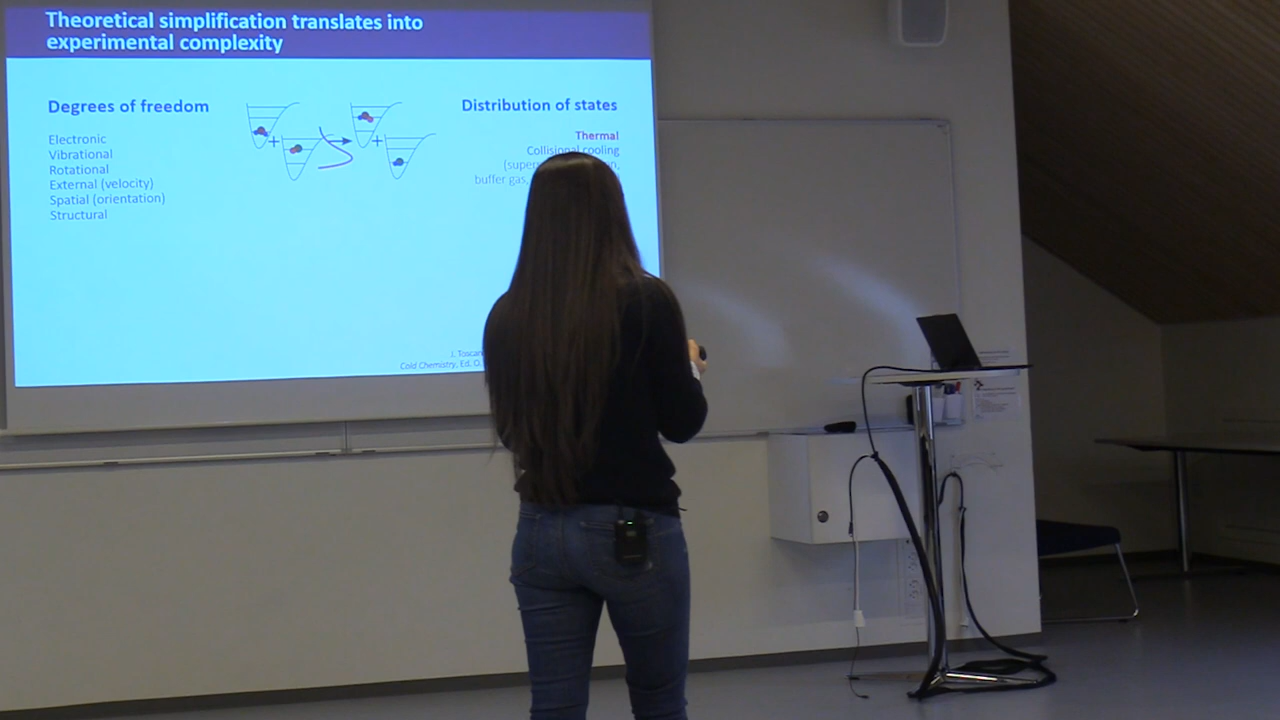 Theoretical simplification translates into
experimental complexity
Degrees of freedom
Electronic
Vibrational
Rotational
External (velocity)
Spatial (orientation)
Structural
+
+
Distribution of states
Thermal
Collisional cooling
buffer gas,
J. Toscan
Cold Chemistry, Ed. O.